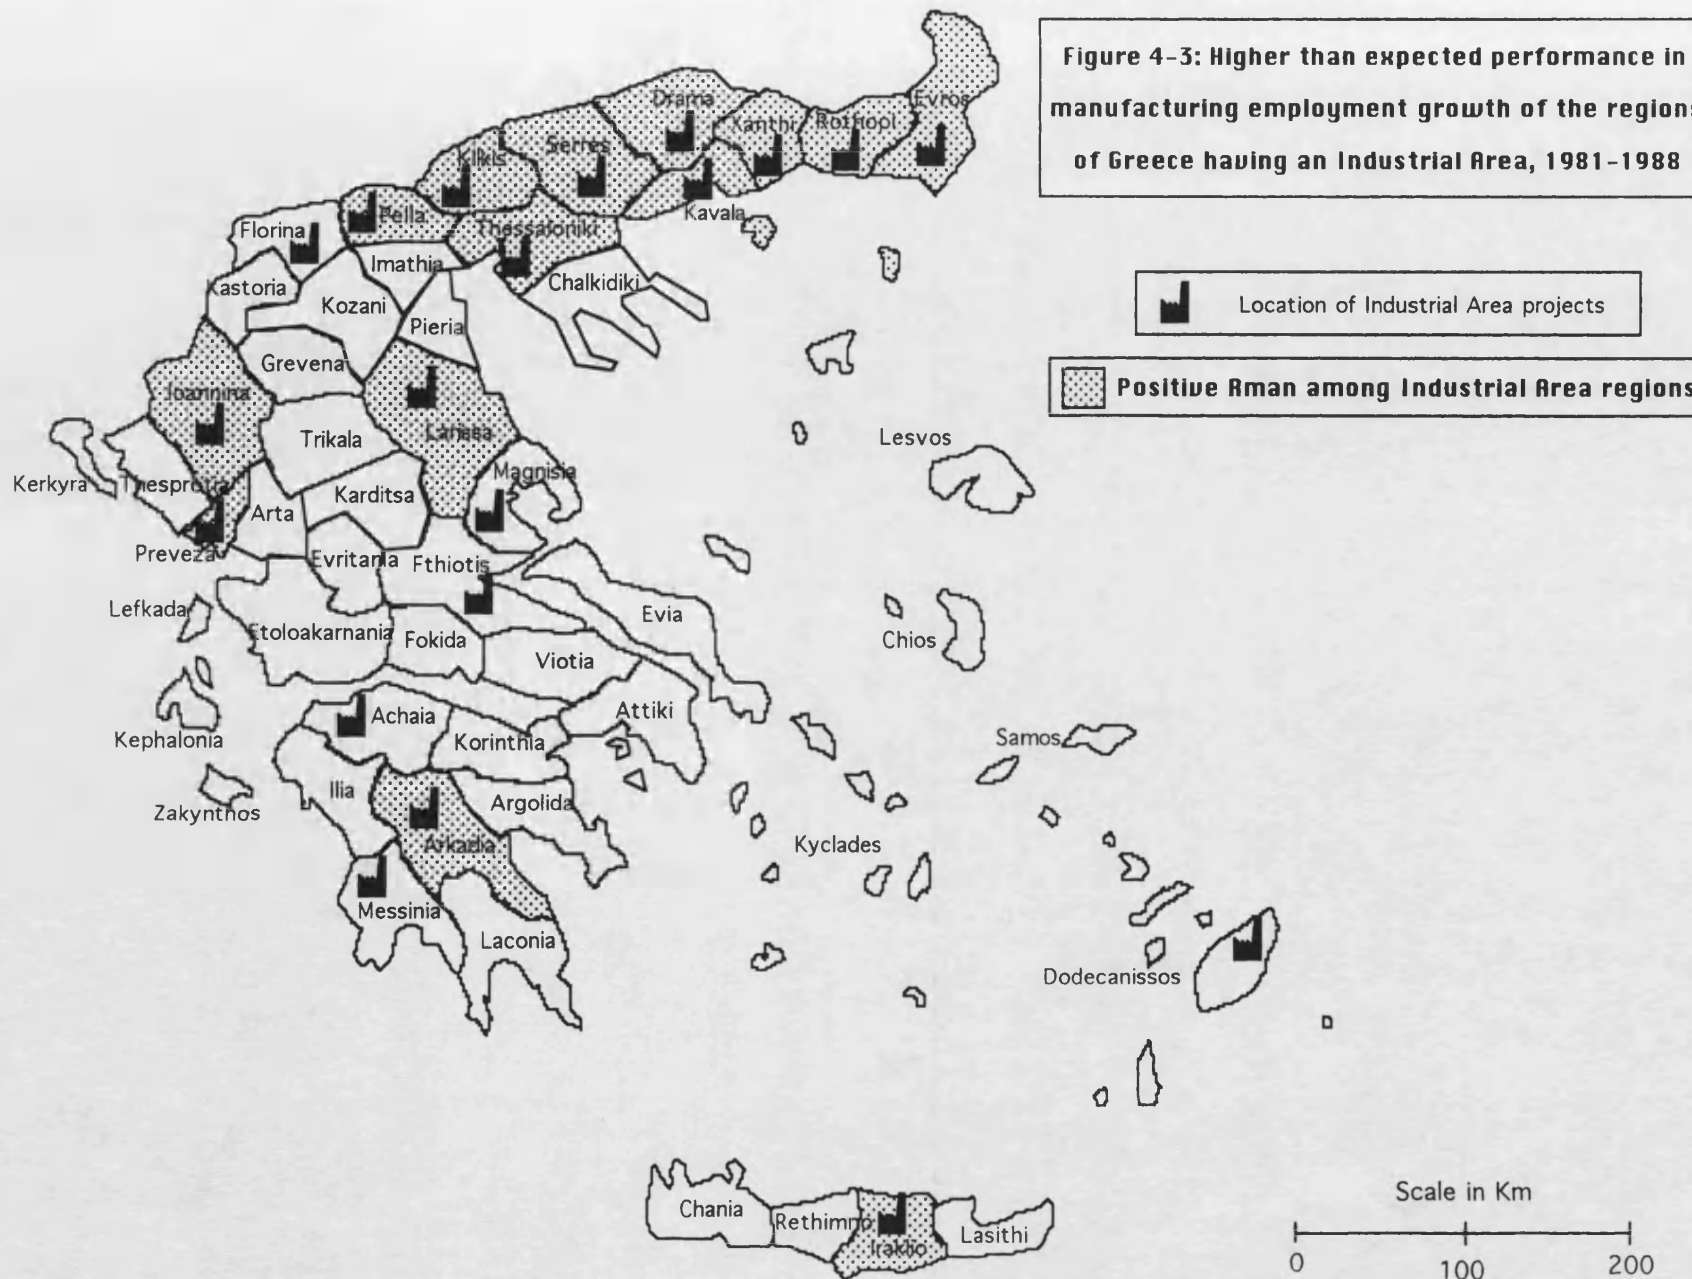 Figure 4-3: Higher than expected performance in
manufacturing employment growth of the regions
of Greece having an Industrial Area, 1981-1988
Location of Industrial Area projects
Positive Rman among Industrial Area regions
Drama
Evros
Xanthi
Rothopl
Serres
Kilkis
Kavala
Pella
Thessaloniki
Florina
Imathia
Chalkidiki
Kastoria
Kozani
Pieria
Grevena
Ioannina
Larissa
Trikala
Lesvos
Magnisia
Kerkyra
Thesprotia
Karditsa
Arta
Preveza
Evritania
Fthiotis
Lefkada
Evia
Etoloakarnania
Fokida
Chios
Viotia
Achaia
Attiki
Kephalonia
Korinthia
Samos
Ilia
Argolida
Zakynthos
Arkadia
Kyclades
Messinia
Laconia
Dodecanissos
Chania
Rethimno
Iraklio
Lasithi
Scale in Km
0 100 200